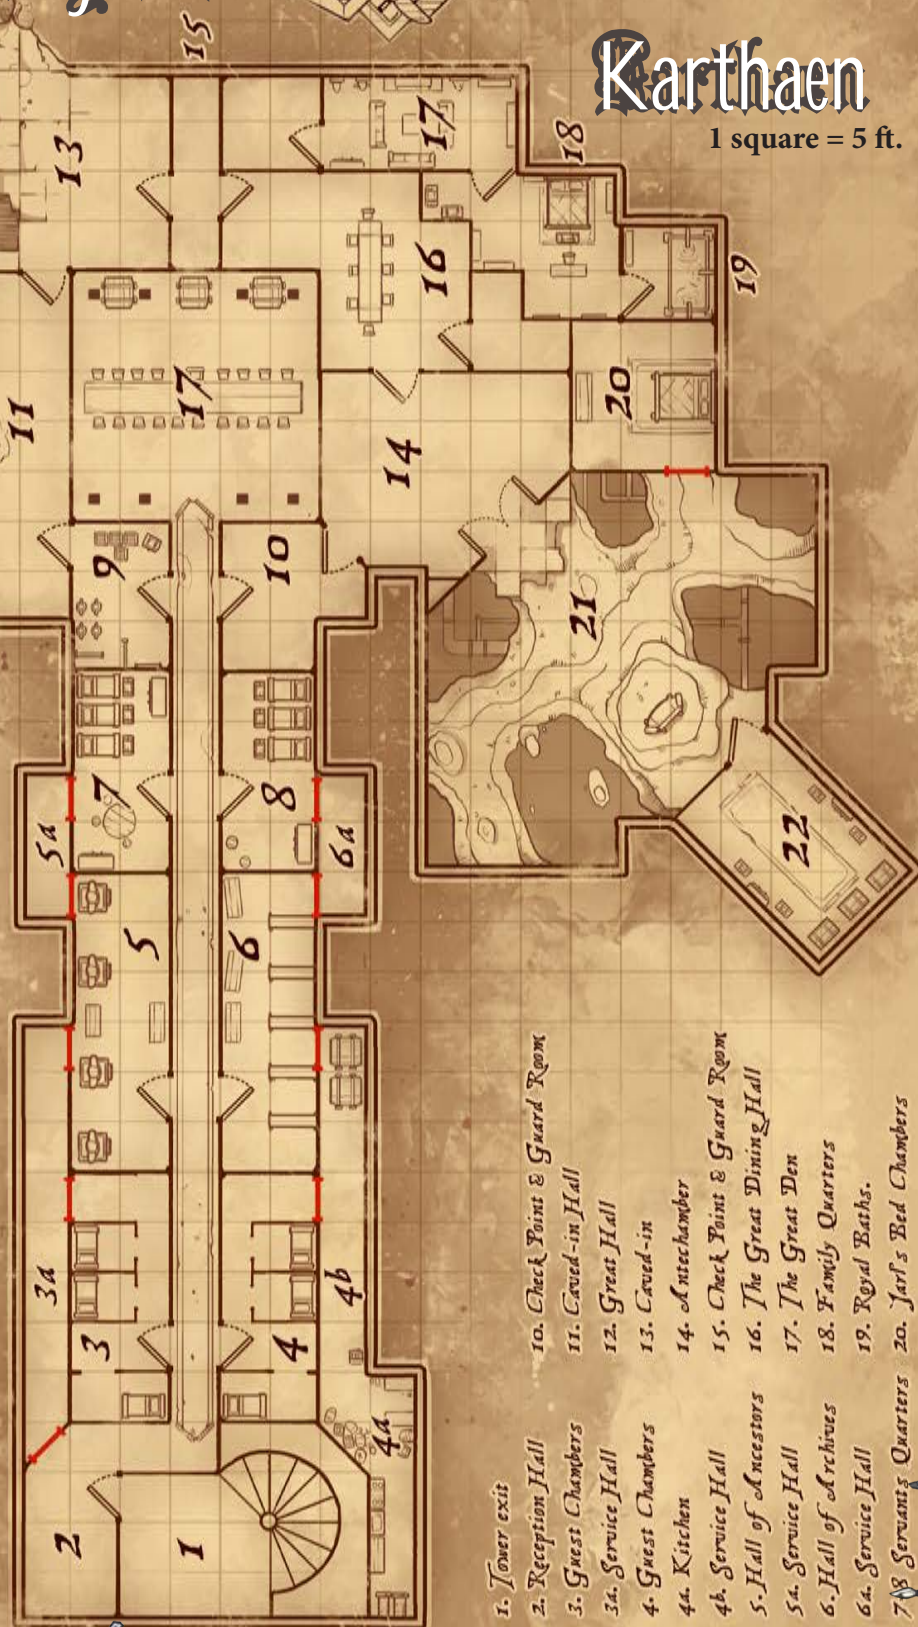 Karthaen
1 square = 5 ft.
15
13
17
18
16
19
11
17
20
14
9
10
21
5a
7
8
6a
22
5
6
3a
3
4
4b
4a
2
1
1. Tower exit
2. Reception Hall
3. Guest Chambers
3a. Service Hall
4. Guest Chambers
4a. Kitchen
4b. Service Hall
5. Hall of Ancestors
5a. Service Hall
6. Hall of Archives
6a. Service Hall
8 Servants Quarters
10. Check Point & Guard Room
11. Caved-in Hall
12. Great Hall
13. Caved-in
14. Antechamber
15. Check Point & Guard Room
16. The Great Dining Hall
17. The Great Den
18. Family Quarters
19. Royal Baths.
20. Jarl's Bed Chambers